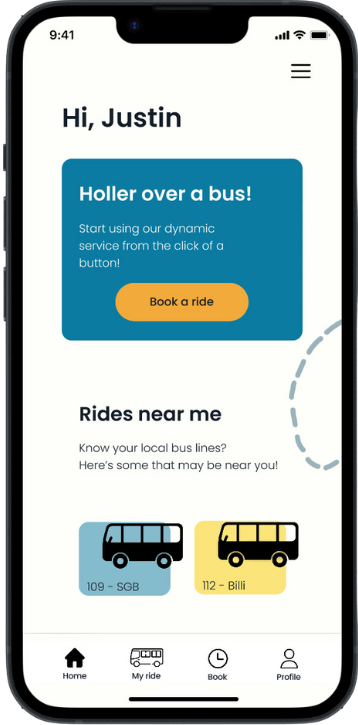 9:41
Hi, Justin
Holler over a bus!
Start using our dynamic
service from the click of a
button!
Book a ride
Rides near me
Know your local bus lines?
Here's some that may be near you!
109 - SGB
112 - Billi
Home
My ride
Book
Profile